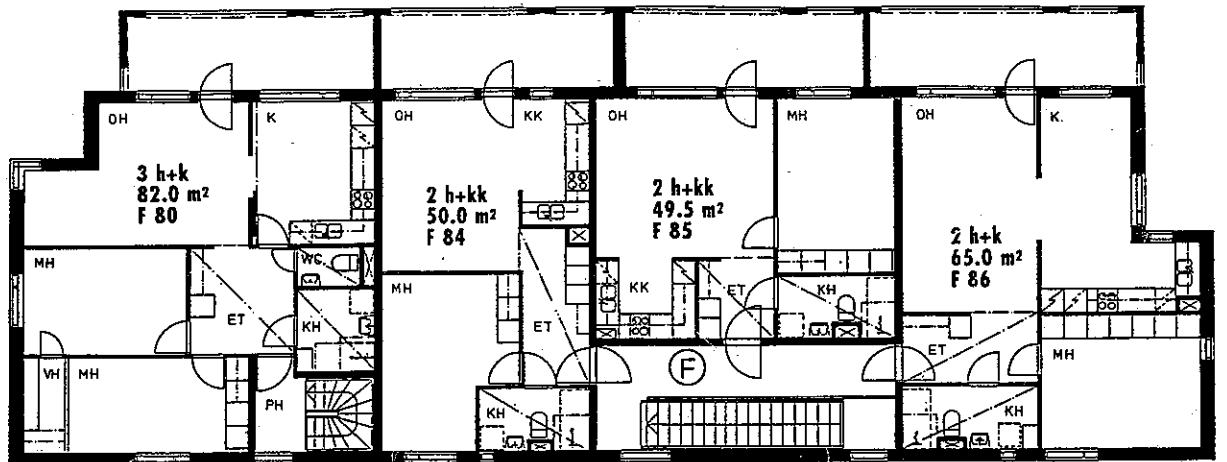 OH
K
3 h+k
82.0 m²
F 80
MH
WC
ET
KH
VH
MH
PH
OH
KK
2 h+kk
50.0 m²
F 84
MH
ET
KH
OH
MH
2 h+kk
49.5 m²
F 85
KK
ET
KH
F
OH
K.
2 h+k
65.0 m²
F 86
ET
MH
KH